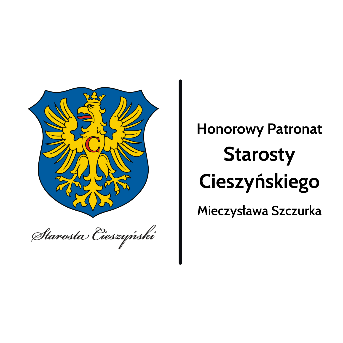 C
Starosta Cieszyński
Honorowy Patronat
Starosty
Cieszyńskiego
Mieczysława Szczurka